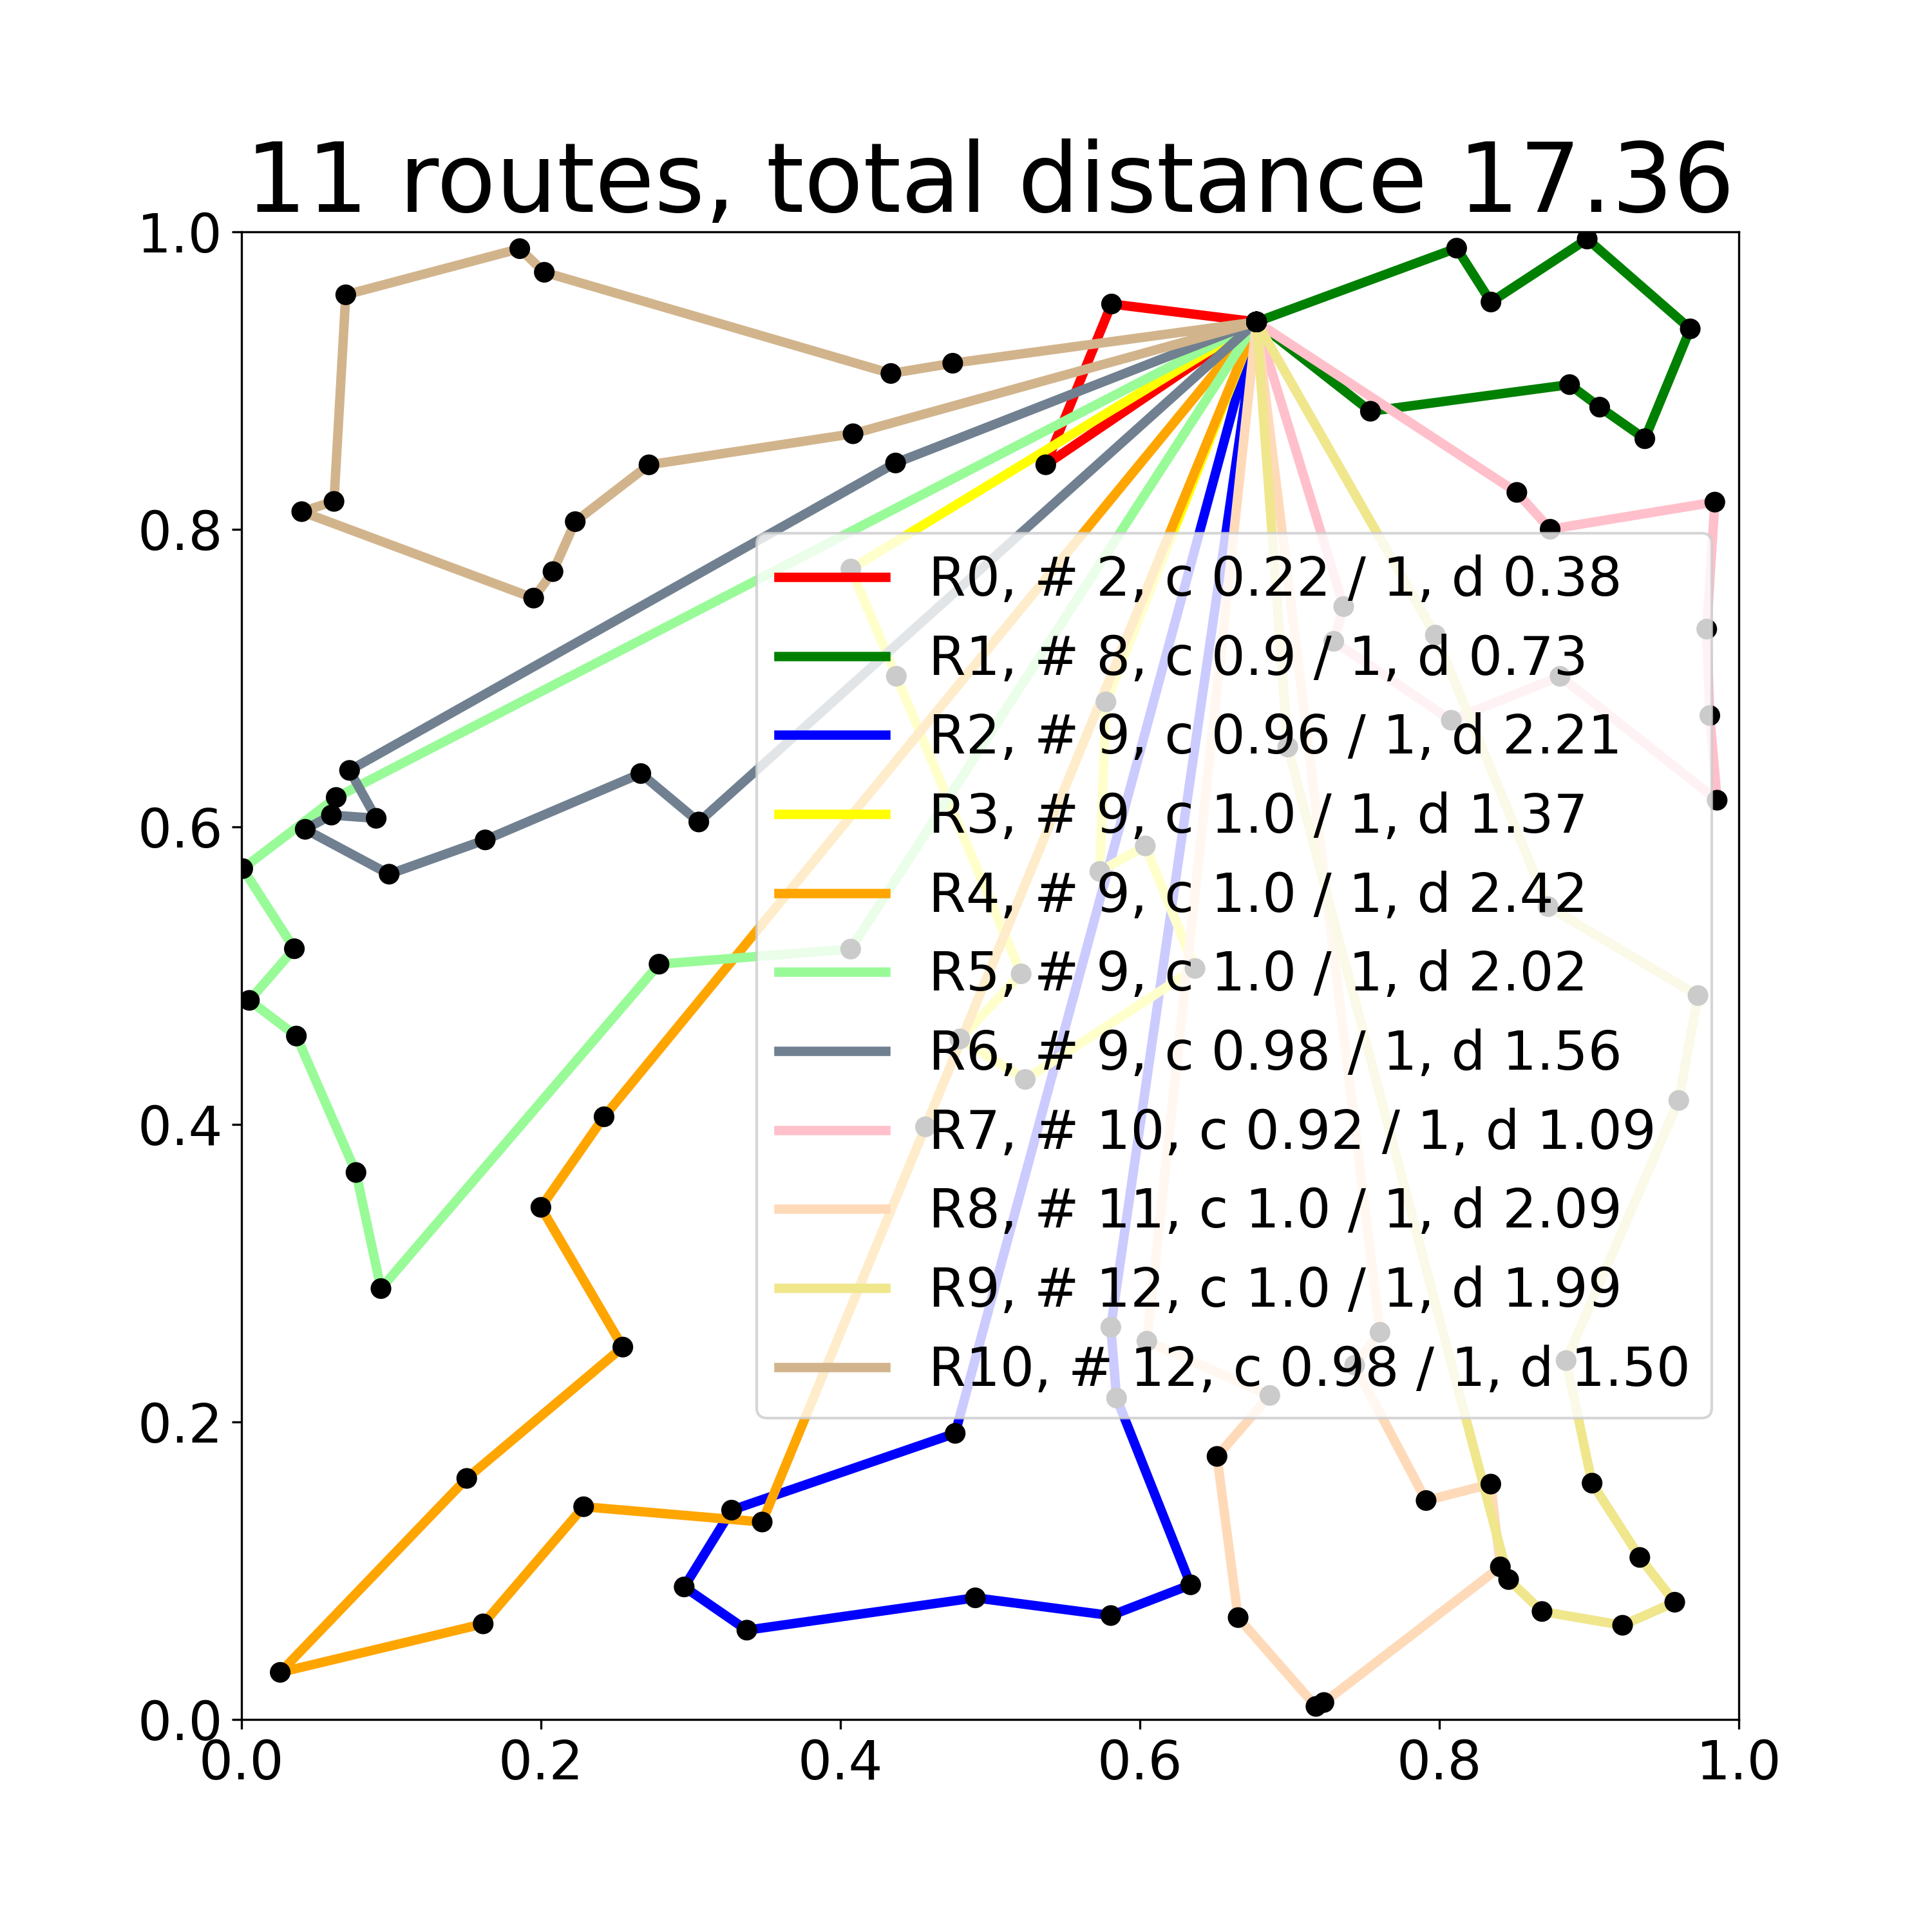 11 routes, total distance 17.36
1.0
0.8
0.6
0.4
0.2
0.0
R0, # 2, c 0.22 / 1, d 0.38
R1, # 8, c 0.9 / 1, d 0.73
R2, # 9, c 0.96 / 1, d 2.21
R3, # 9, c 1.0 / 1, d 1.37
R4, # 9, c 1.0 / 1, d 2.42
R5, # 9, c 1.0 / 1, d 2.02
R6, # 9, c 0.98 / 1, d 1.56
R7, # 10, c 0.92 / 1, d 1.09
R8, # 11, c 1.0 / 1, d 2.09
R9, # 12, c 1.0 / 1, d 1.99
R10, # 12, c 0.98 / 1, d 1.50
0.0 0.2 0.4 0.6 0.8 1.0